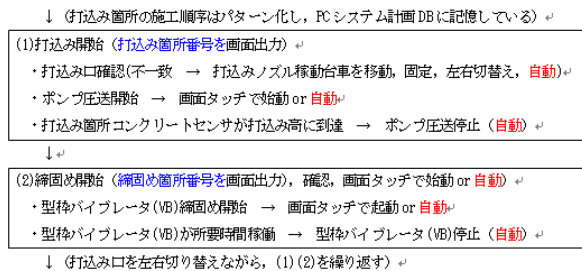 ↓ (打込み箇所の施工順序はパターン化し，PCシステム計画DBに記憶している) ↵
(1)打込み開始（打込み箇所番号を画面出力）↵
・打込み口確認(不一致 → 打込みノズル稼動台車を移動，固定，左右切替え，自動)↵
・ポンプ圧送開始 → 画面タッチで始動or自動↵
・打込み箇所コンクリートセンサが打込み高に到達 → ポンプ圧送停止（自動）↵
↓↵
(2)締固め開始（締固め箇所番号を画面出力），確認，画面タッチで始動or自動）↵
・型枠バイブレータ(VB)締固め開始 → 画面タッチで起動or自動↵
・型枠バイブレータ(VB)が所要時間稼働 → 型枠バイブレータ(VB)停止（自動）↵
↓ (打込み口を左右切り替えながら，(1)(2)を繰り返す) ↵